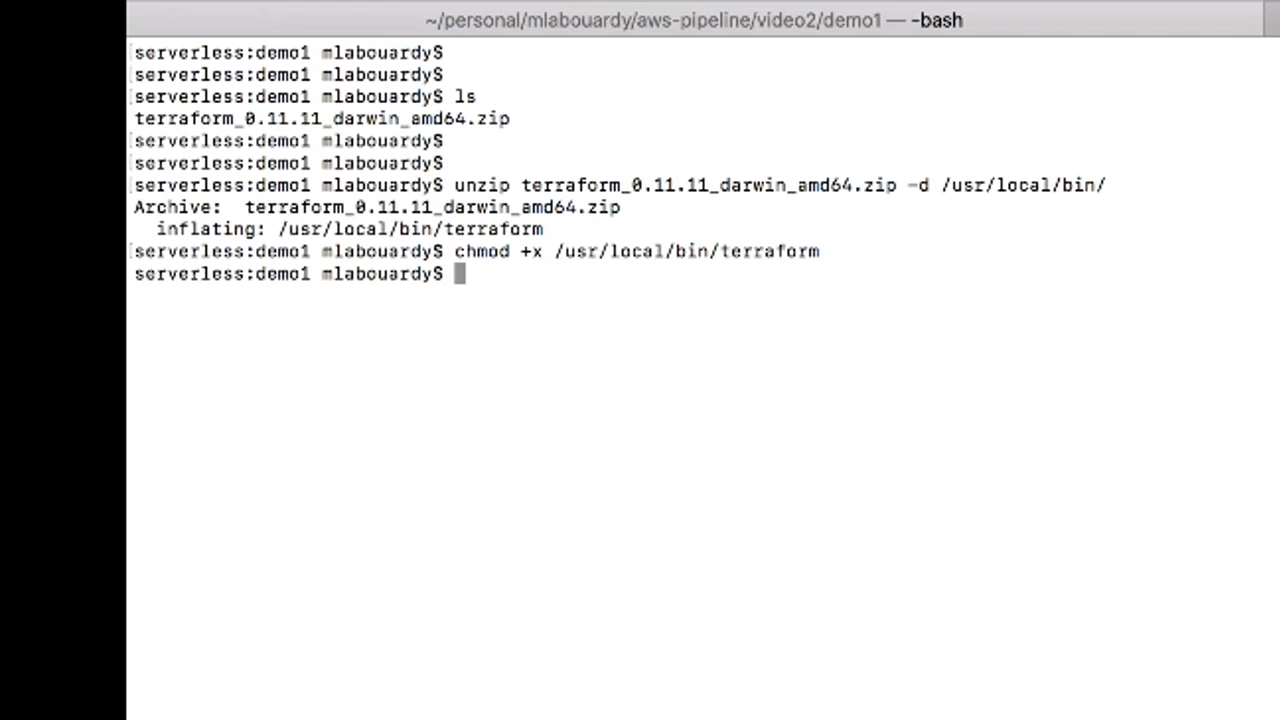 ~/personal/mlabouardy/aws-pipeline/video2/demo1 — -bash
serverless:demo1 mlabouardy$
serverless:demo1 mlabouardy$
serverless:demo1 mlabouardy$ ls
terraform_0.11.11_darwin_amd64.zip
serverless:demo1 mlabouardy$
serverless:demo1 mlabouardy$
serverless:demo1 mlabouardy$ unzip terraform_0.11.11_darwin_amd64.zip -d /usr/local/bin/
Archive:  terraform_0.11.11_darwin_amd64.zip
  inflating: /usr/local/bin/terraform
serverless:demo1 mlabouardy$ chmod +x /usr/local/bin/terraform
serverless:demo1 mlabouardy$